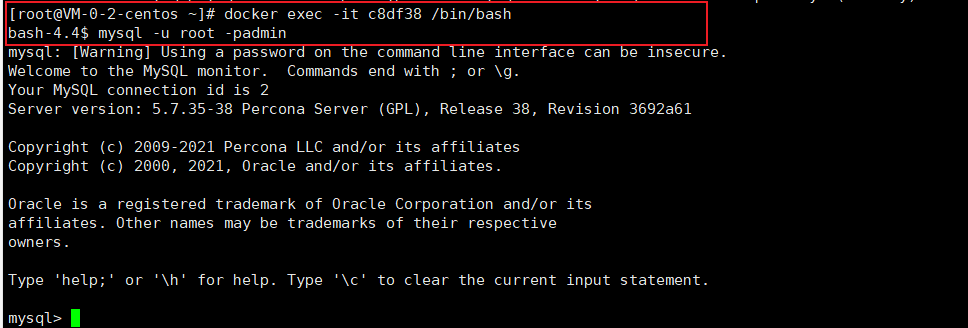 [root@VM-0-2-centos ~]# docker exec -it c8df38 /bin/bash
bash-4.4$ mysql -u root -padmin
mysql: [Warning] Using a password on the command line interface can be insecure.
Welcome to the MySQL monitor.  Commands end with ; or \g.
Your MySQL connection id is 2
Server version: 5.7.35-38 Percona Server (GPL), Release 38, Revision 3692a61
Copyright (c) 2009-2021 Percona LLC and/or its affiliates
Copyright (c) 2000, 2021, Oracle and/or its affiliates.
Oracle is a registered trademark of Oracle Corporation and/or its
affiliates. Other names may be trademarks of their respective
owners.
Type 'help;' or '\h' for help. Type '\c' to clear the current input statement.
mysql>